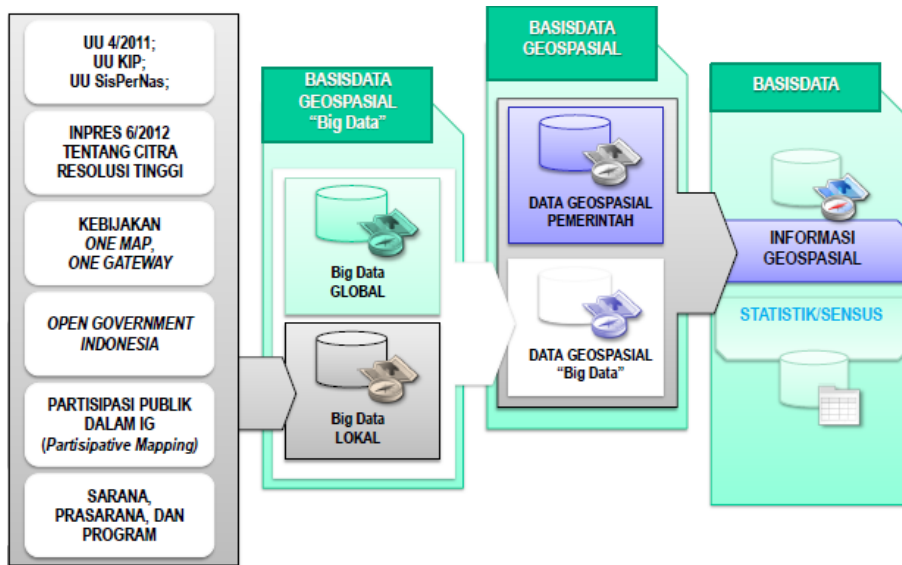 UU 4/2011;
UU KIP;
UU SisPerNas;
INPRES 6/2012
TENTANG CITRA
RESOLUSI TINGGI
KEBIJAKAN
ONE MAP,
ONE GATEWAY
OPEN GOVERNMENT
INDONESIA
PARTISIPASI PUBLIK
DALAM IG
(Partisipative Mapping)
SARANA,
PRASARANA, DAN
PROGRAM
BASISDATA
GEOSPASIAL
“Big Data”
Big Data
GLOBAL
Big Data
LOKAL
BASISDATA
GEOSPASIAL
DATA GEOSPASIAL
PEMERINTAH
DATA GEOSPASIAL
“Big Data”
BASISDATA
INFORMASI
GEOSPASIAL
STATISTIK/SENSUS